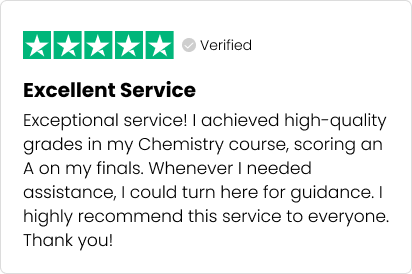 Verified
Excellent Service
Exceptional service! I achieved high-quality
grades in my Chemistry course, scoring an
A on my finals. Whenever I needed
assistance, I could turn here for guidance. I
highly recommend this service to everyone.
Thank you!